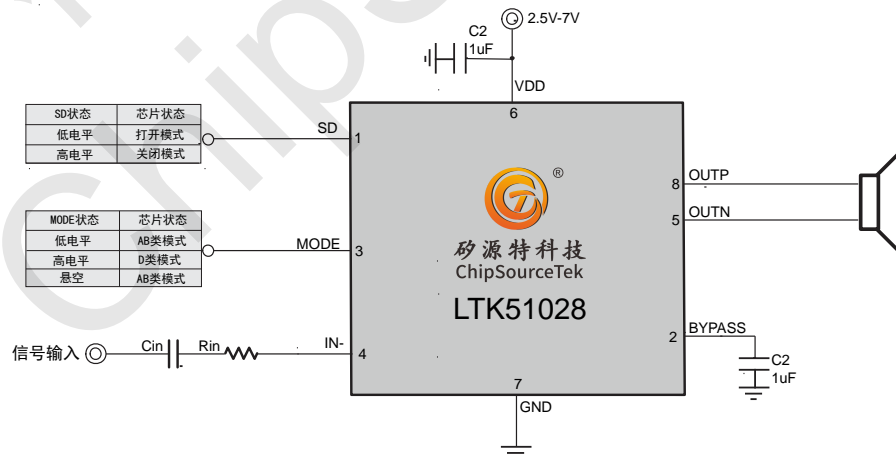 C2
1uF
2.5V-7V
VDD
6
SD状态 芯片状态
低电平 打开模式
高电平 关闭模式
SD
1
MODE状态 芯片状态
低电平 AB类模式
高电平 D类模式
悬空 AB类模式
MODE
3
®
矽源特科技
ChipSourceTek
LTK51028
8 OUTP
5 OUTN
2 BYPASS
C2
1uF
信号输入 Cin Rin IN- 4
7
GND
Chips